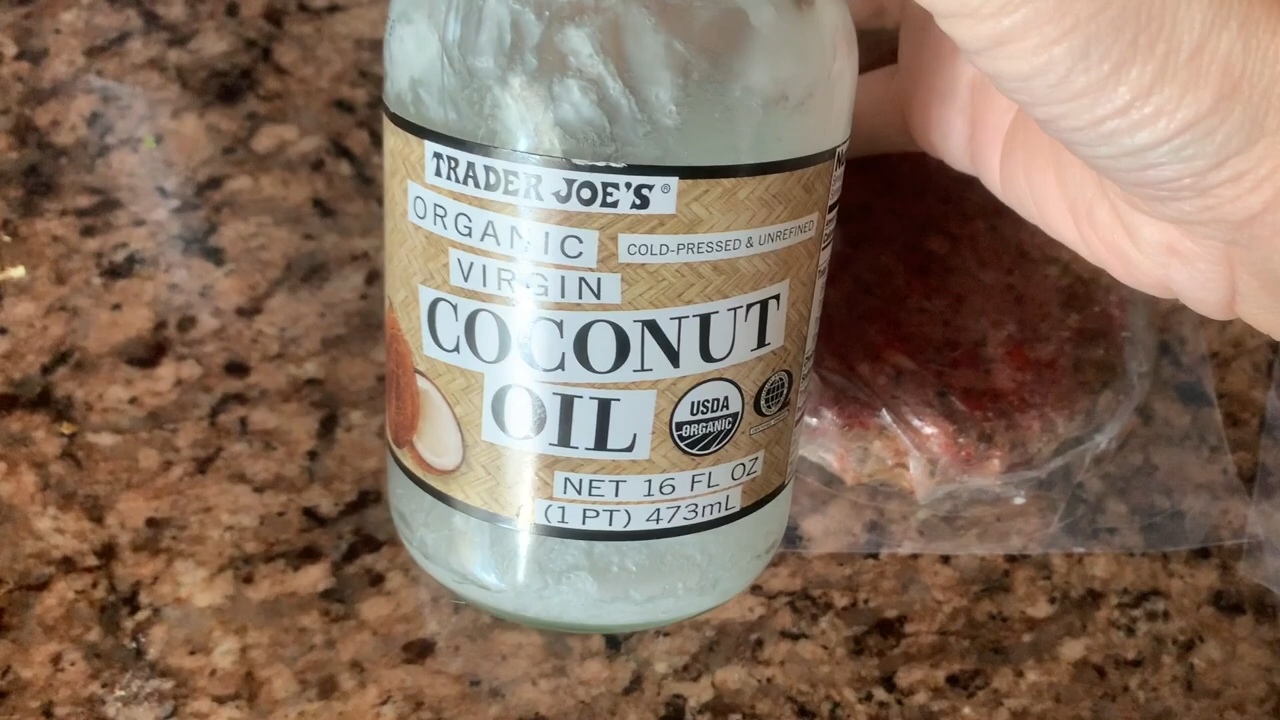 TRADER JOE'S®
ORGANIC
COLD-PRESSED & UNREFINED
VIRGIN
COCONUT
OIL
USDA
ORGANIC
NET 16 FL OZ
(1 PT) 473mL